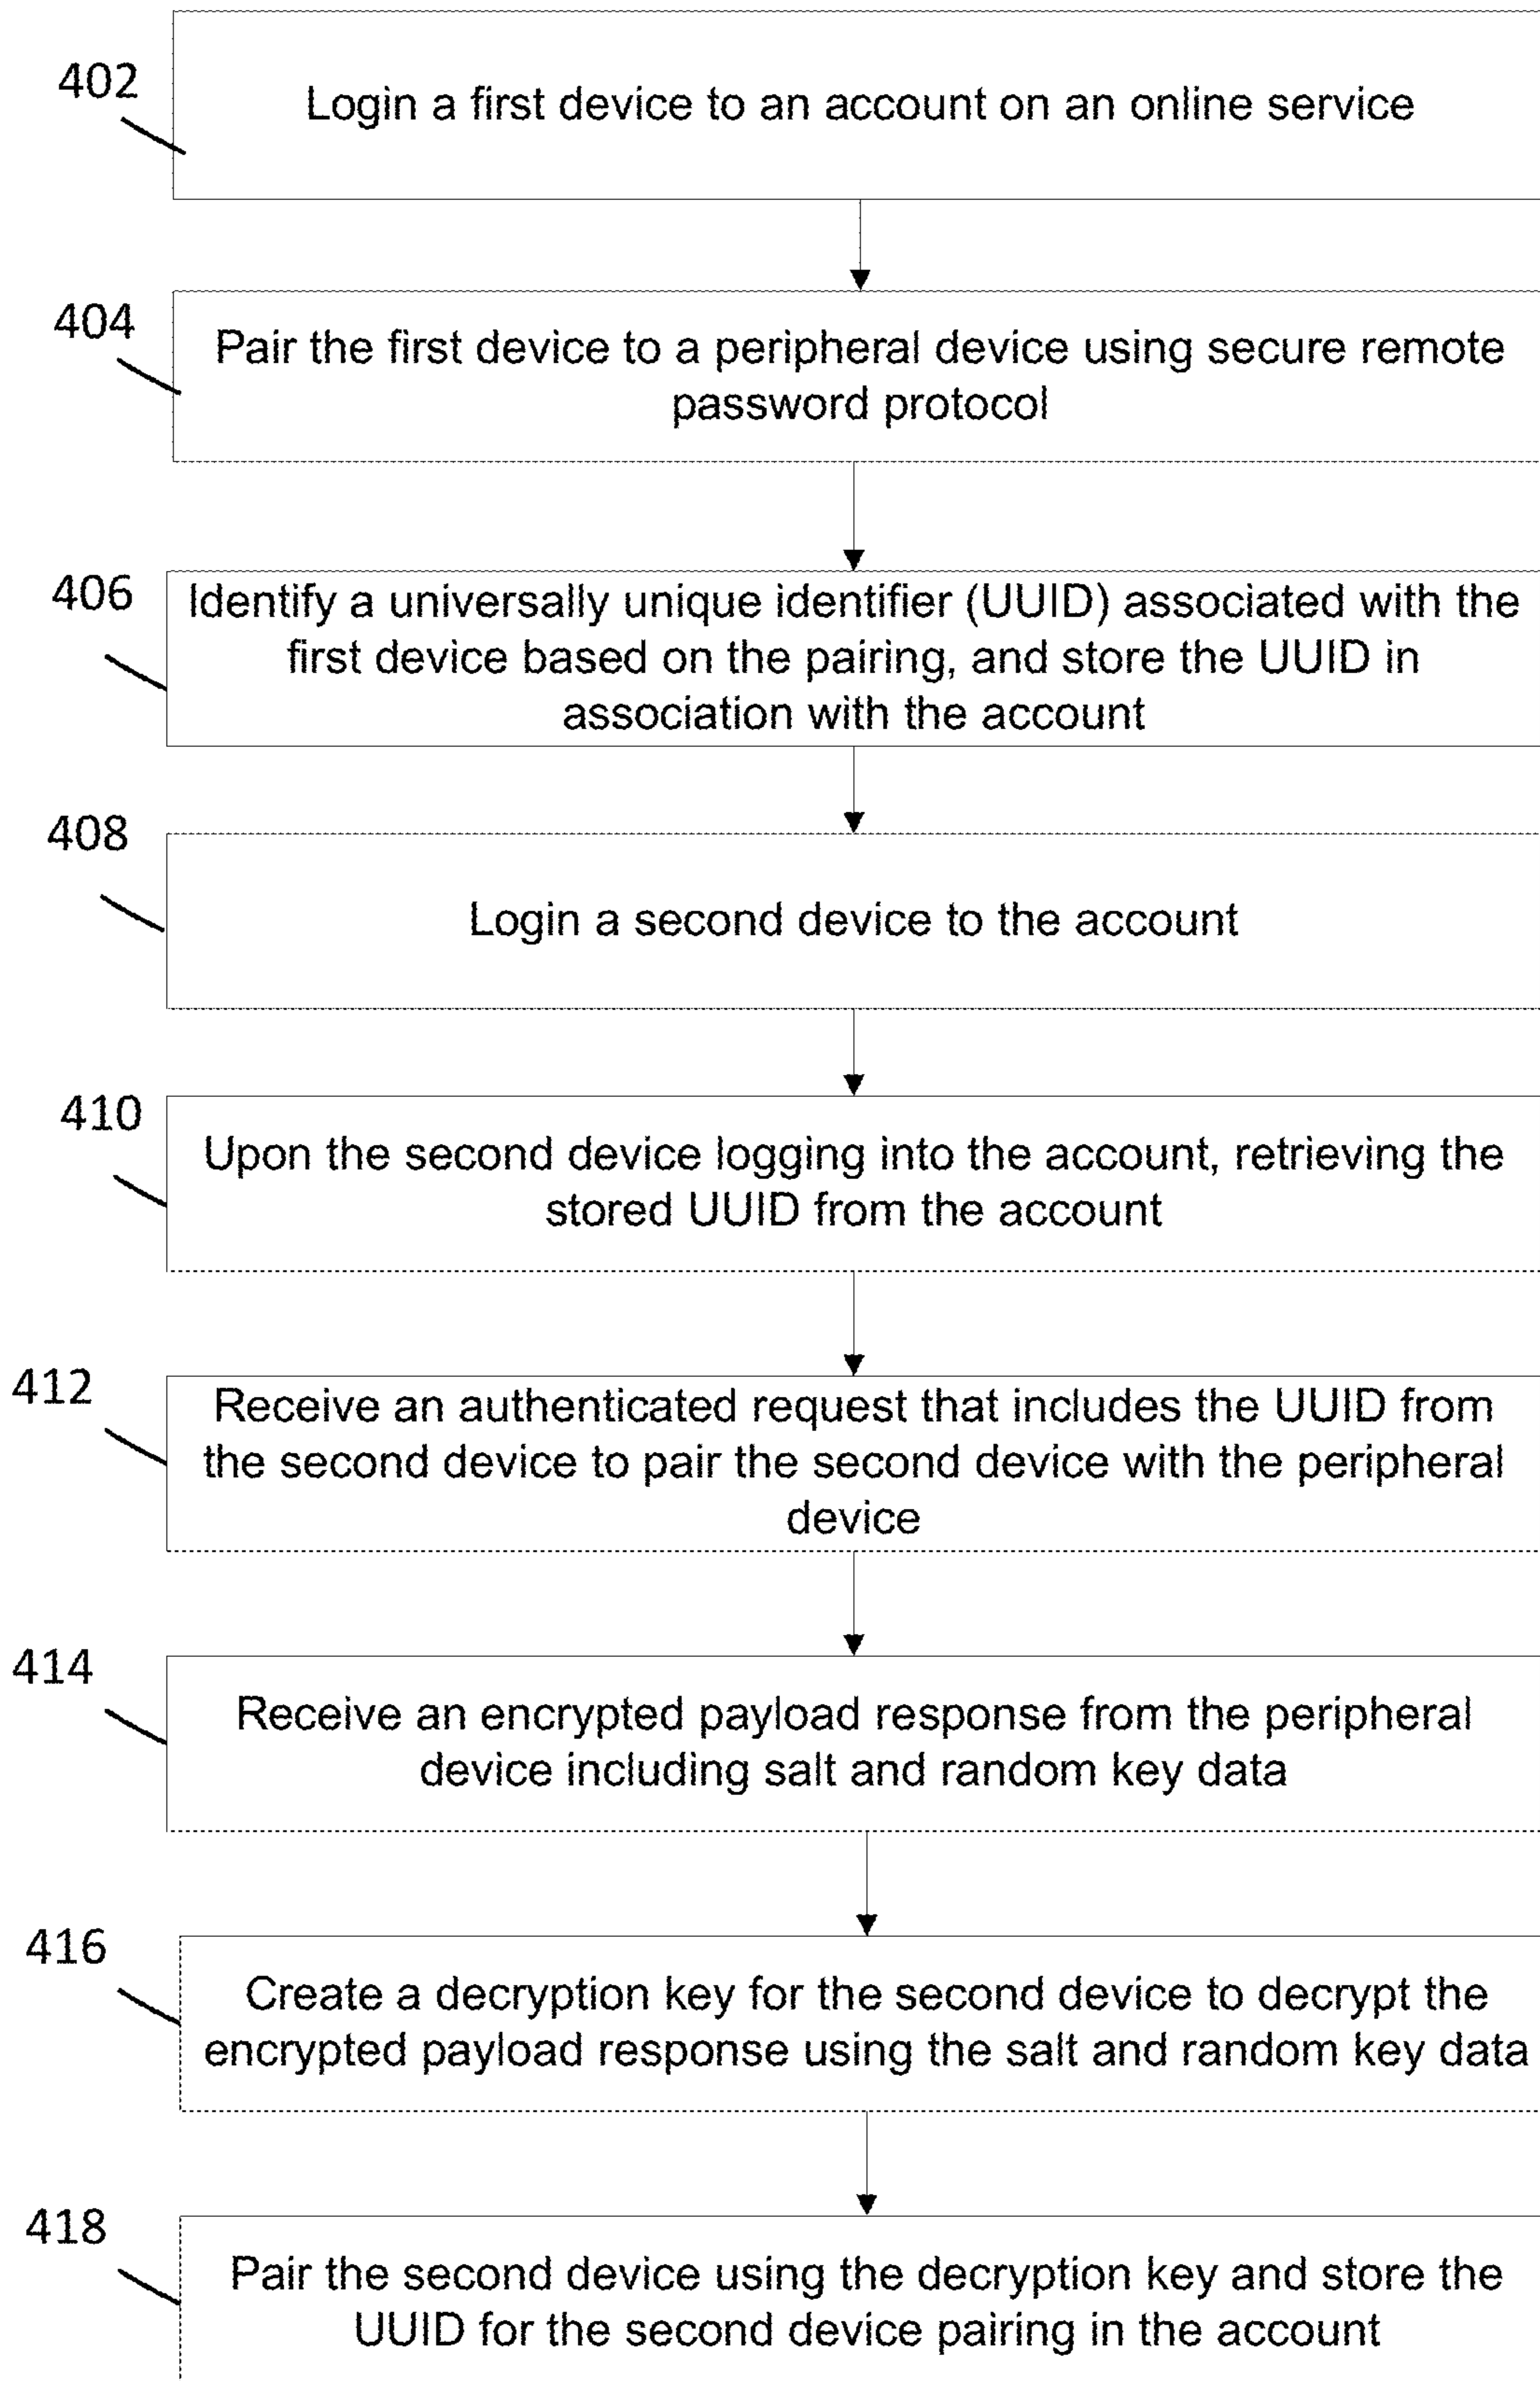 402
Login a first device to an account on an online service
404
Pair the first device to a peripheral device using secure remote
password protocol
406
Identify a universally unique identifier (UUID) associated with the
first device based on the pairing, and store the UUID in
association with the account
408
Login a second device to the account
410
Upon the second device logging into the account, retrieving the
stored UUID from the account
412
Receive an authenticated request that includes the UUID from
the second device to pair the second device with the peripheral
device
414
Receive an encrypted payload response from the peripheral
device including salt and random key data
416
Create a decryption key for the second device to decrypt the
encrypted payload response using the salt and random key data
418
Pair the second device using the decryption key and store the
UUID for the second device pairing in the account